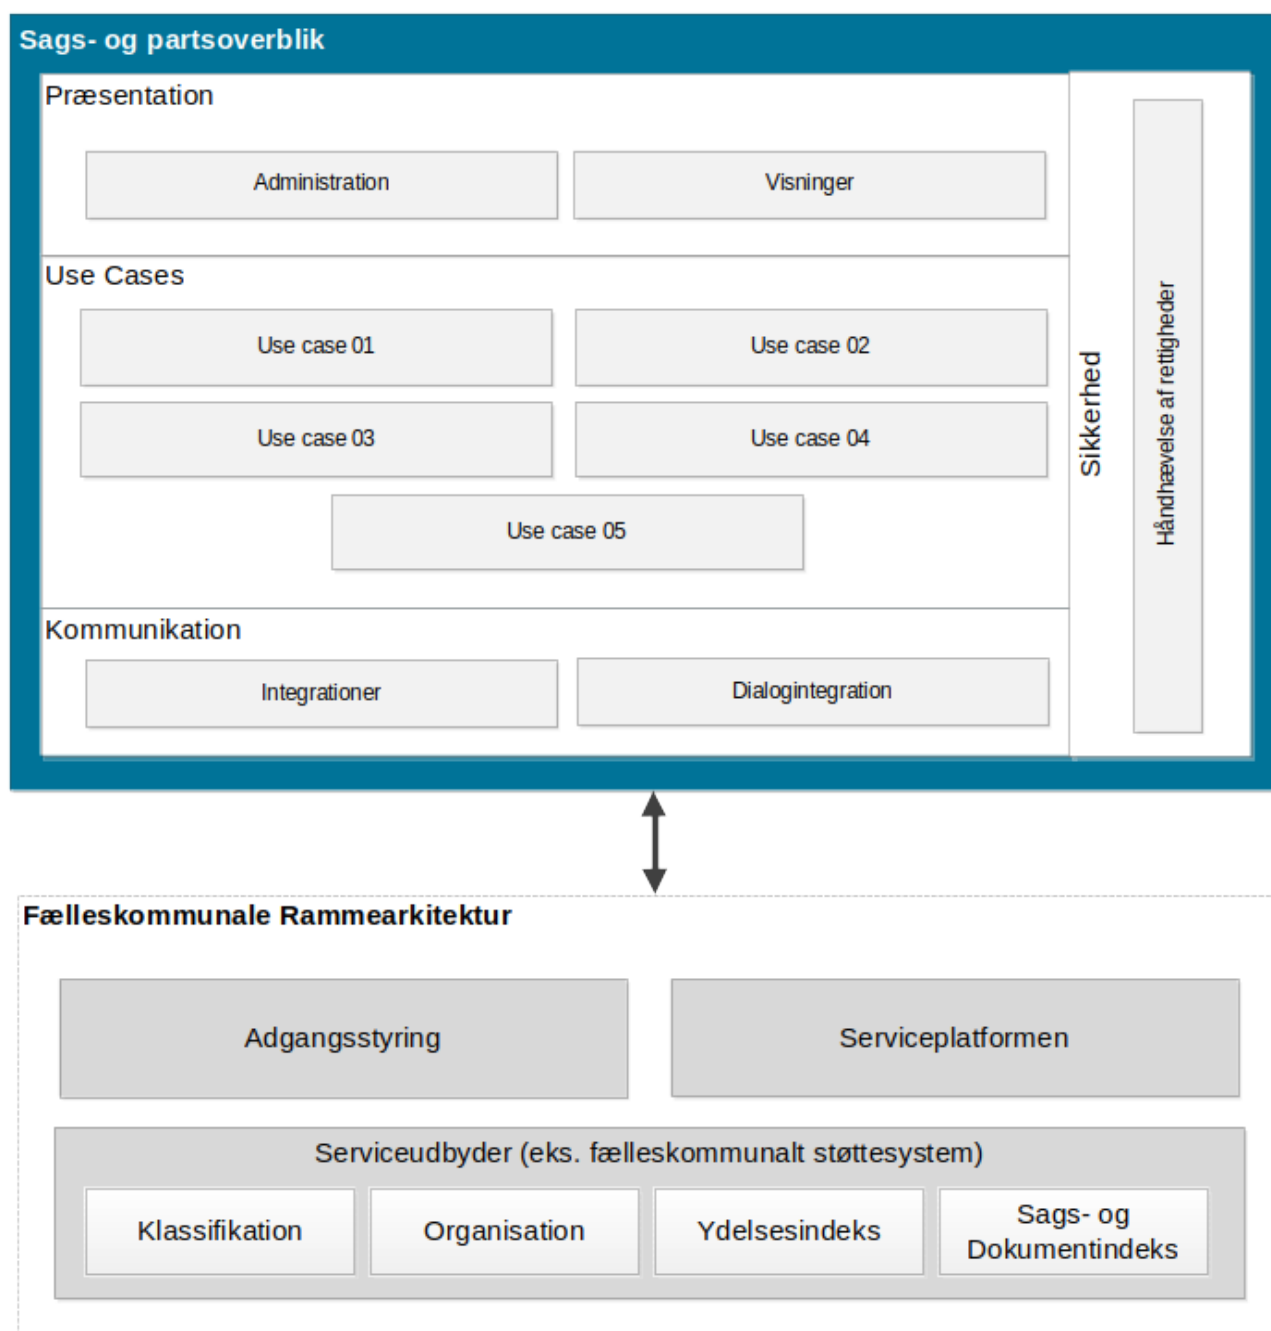 Sags- og partsoverblik
Præsentation
Administration
Visninger
Use Cases
Use case 01
Use case 02
Use case 03
Use case 04
Use case 05
Kommunikation
Integrationer
Dialogintegration
Sikkerhed
Håndhævelse af rettigheder
Fælleskommunale Rammearkitektur
Adgangsstyring
Serviceplatformen
Serviceudbyder (eks. fælleskommunalt støttesystem)
Klassifikation
Organisation
Ydelsesindeks
Sags- og
Dokumentindeks